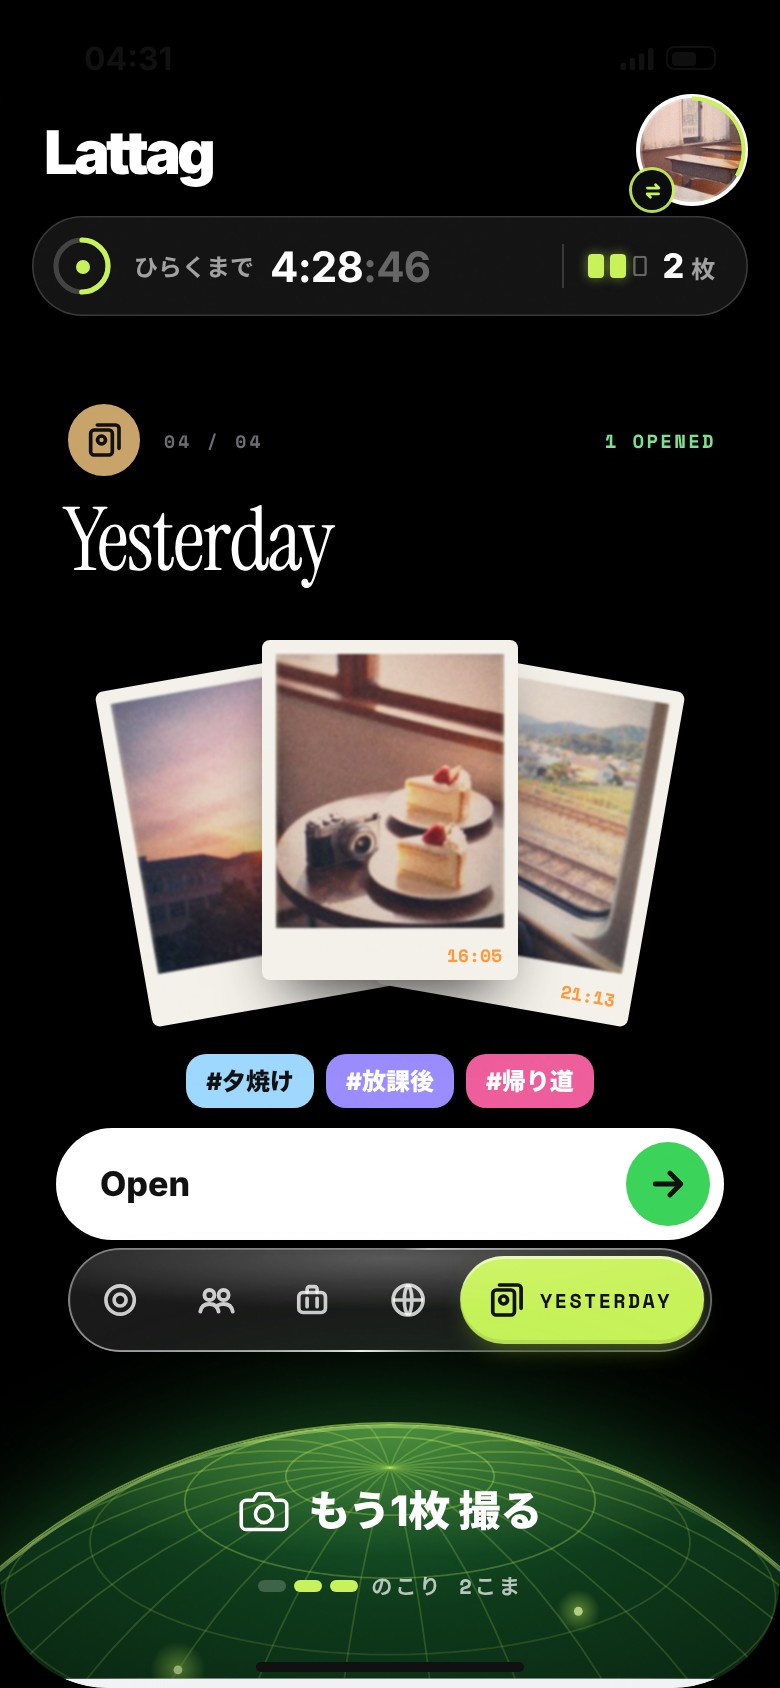 04:31
Lattag
ひらくまで 4:28:46 2 枚
04 / 04 1 OPENED
Yesterday
16:05
21:13
#夕焼け #放課後 #帰り道
Open
YESTERDAY
もう1枚 撮る
のこり 2こま